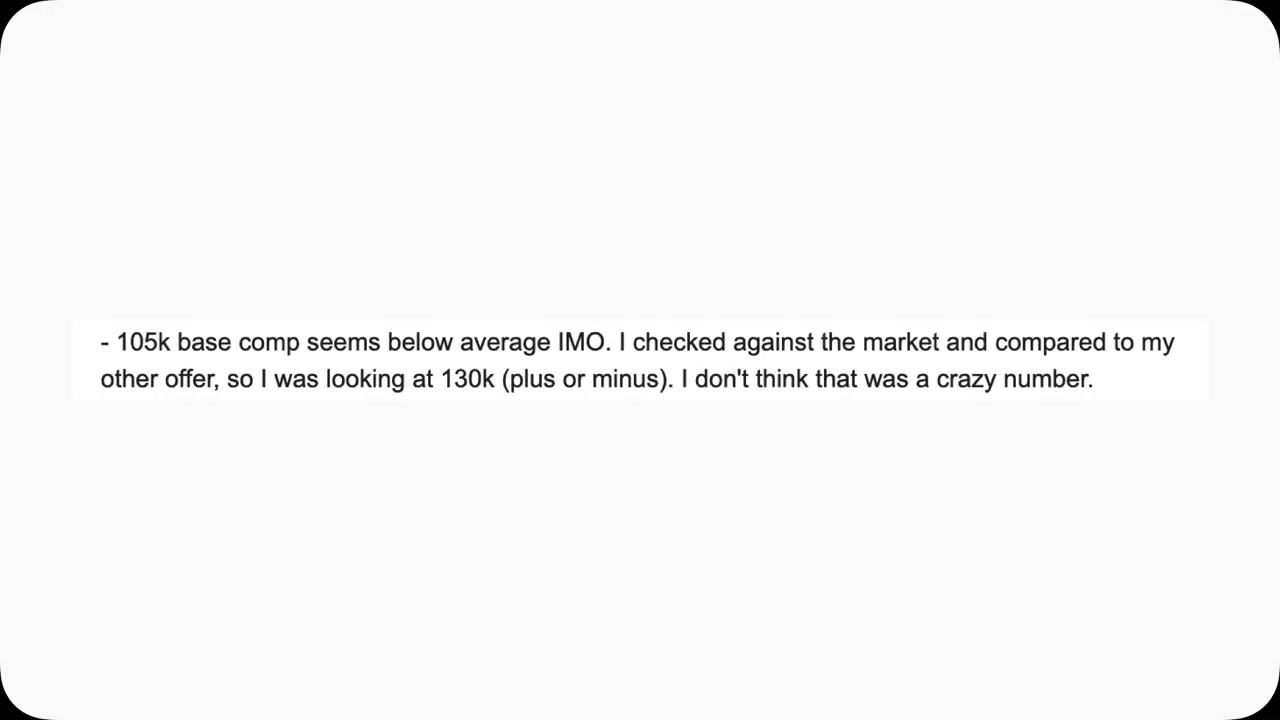 - 105k base comp seems below average IMO. I checked against the market and compared to my
other offer, so I was looking at 130k (plus or minus). I don't think that was a crazy number.